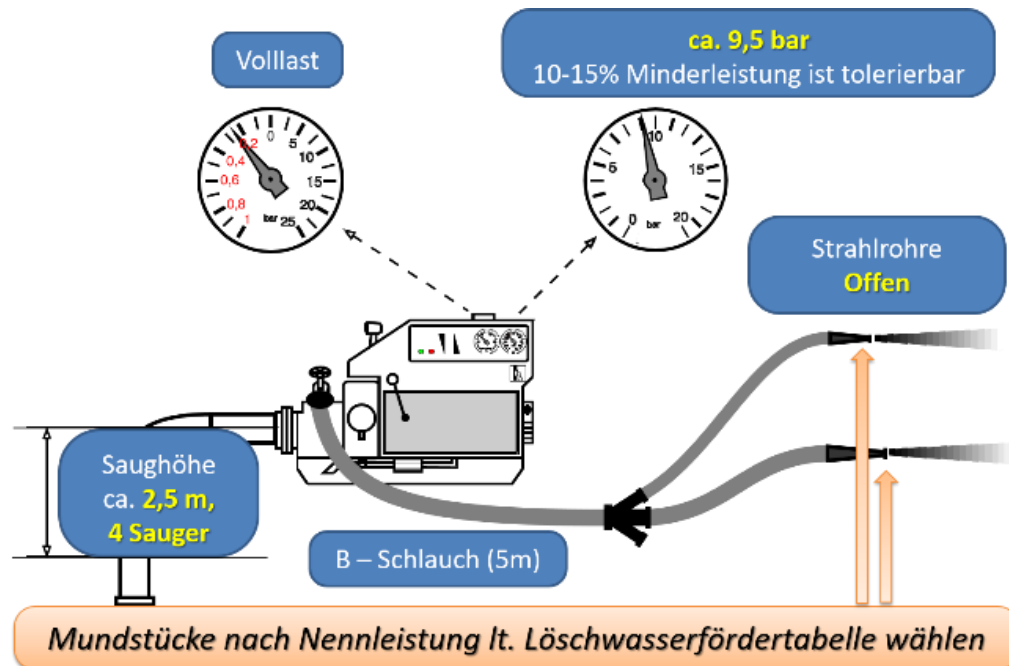 Volllast
ca. 9,5 bar
10-15% Minderleistung ist tolerierbar
0
0,2
5
0,4
10
0,6
15
0,8
20
1
bar
25
5
10
15
0
bar
20
Strahlrohre
Offen
Saughöhe
ca. 2,5 m,
4 Sauger
B – Schlauch (5m)
Mundstücke nach Nennleistung lt. Löschwasserfördertabelle wählen